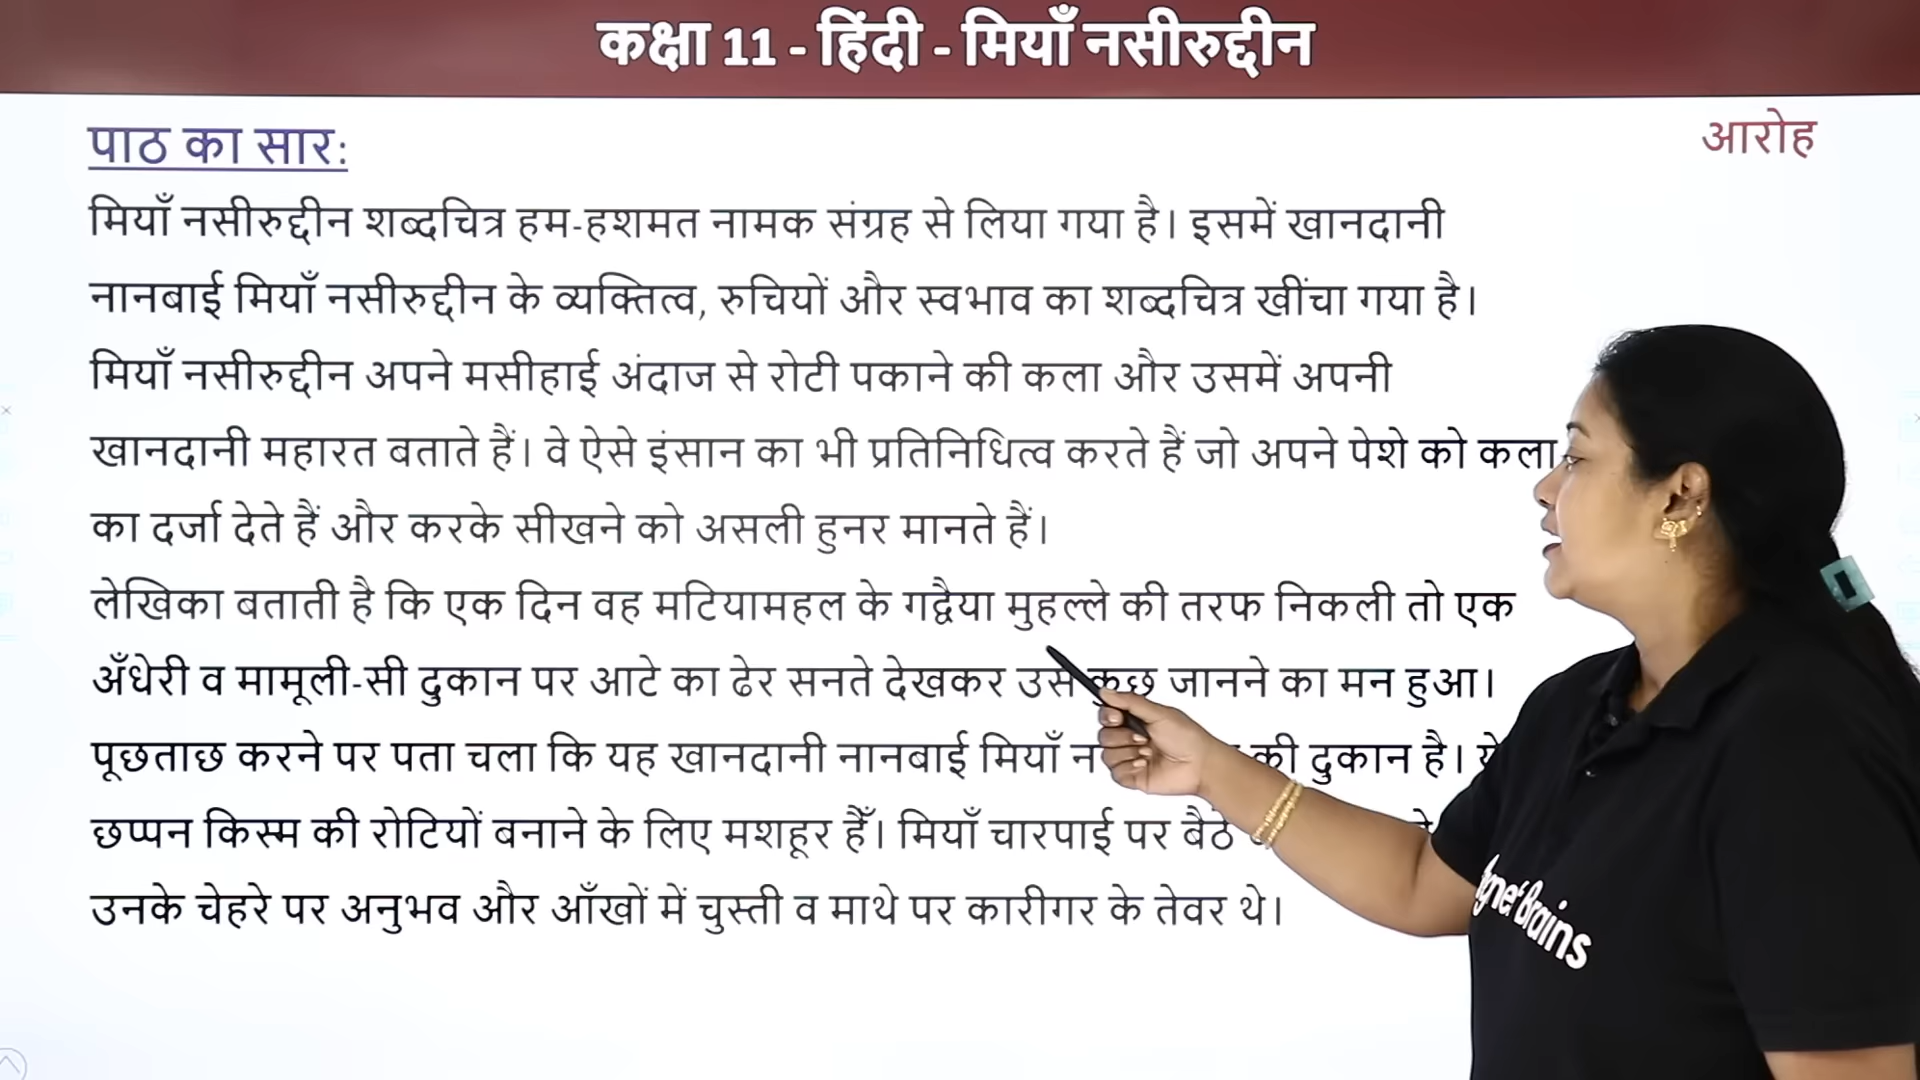 कक्षा 11 - हिंदी - मियाँ नसीरुद्दीन
पाठ का सार:
आरोह
मियाँ नसीरुद्दीन शब्दचित्र हम-हशमत नामक संग्रह से लिया गया है। इसमें खानदानी
नानबाई मियाँ नसीरुद्दीन के व्यक्तित्व, रुचियों और स्वभाव का शब्दचित्र खींचा गया है।
मियाँ नसीरुद्दीन अपने मसीहाई अंदाज से रोटी पकाने की कला और उसमें अपनी
खानदानी महारत बताते हैं। वे ऐसे इंसान का भी प्रतिनिधित्व करते हैं जो अपने पेशे को कला
का दर्जा देते हैं और करके सीखने को असली हुनर मानते हैं।
लेखिका बताती है कि एक दिन वह मटियामहल के गद्वैया मुहल्ले की तरफ निकली तो एक
अँधेरी व मामूली-सी दुकान पर आटे का ढेर सनते देखकर उसे कुछ जानने का मन हुआ।
पूछताछ करने पर पता चला कि यह खानदानी नानबाई मियाँ की दुकान है।
छप्पन किस्म की रोटियों बनाने के लिए मशहूर हैँ। मियाँ चारपाई पर बैठे
उनके चेहरे पर अनुभव और आँखों में चुस्ती व माथे पर कारीगर के तेवर थे।
Brains